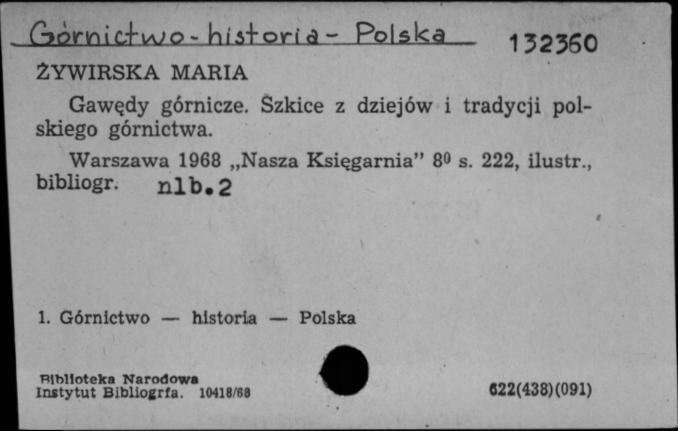 Górnictwo - historia - Polska
132360
ŻYWIRSKA MARIA
Gawędy górnicze. Szkice z dziejów i tradycji pol-
skiego górnictwa.
Warszawa 1968 „Nasza Księgarnia” 8⁰ s. 222, ilustr.,
bibliogr. nlb.2
1. Górnictwo — historia — Polska
Biblioteka Narodowa
Instytut Bibliogrfa. 10418/68
622(438)(091)